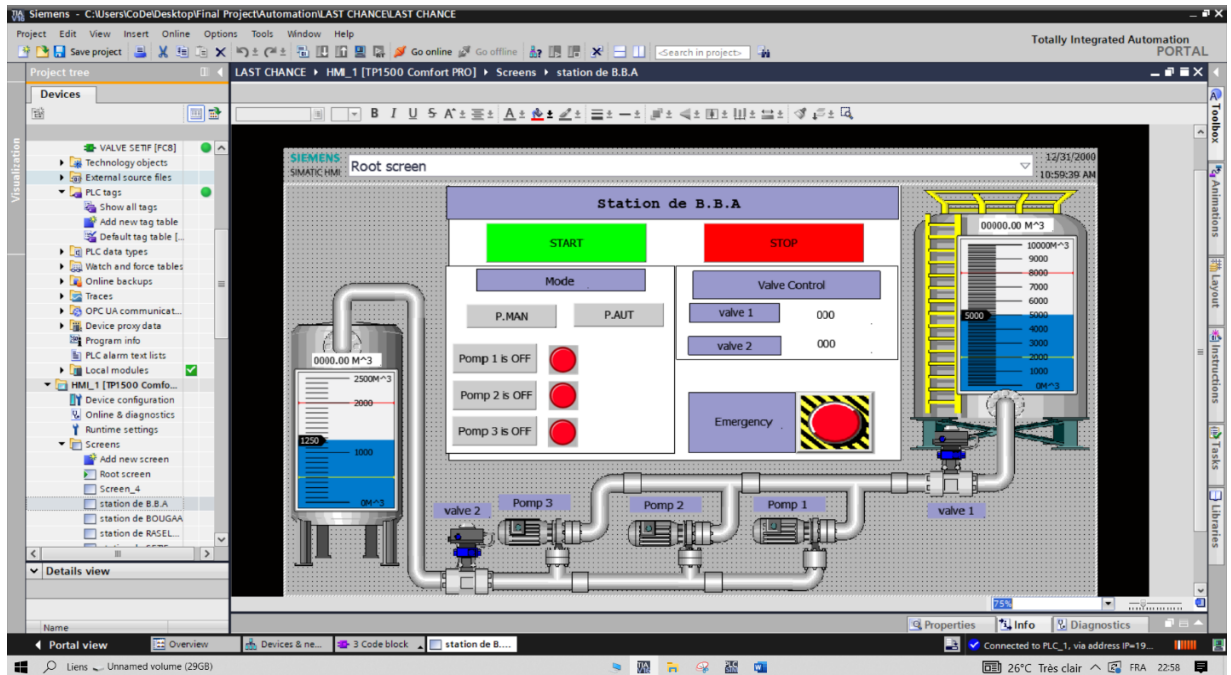 Siemens - C:\Users\CoDe\Desktop\Final Project\Automation\LAST CHANCE\LAST CHANCE
Project Edit View Insert Online Options Tools Window Help
Save project Go online Go offline <Search in project>
Totally Integrated Automation
PORTAL
Project tree
LAST CHANCE HMI_1 [TP1500 Comfort PRO] Screens station de B.B.A
Devices
B I U S A A
Visualization
VALVE SETIF [FC8]
Technology objects
External source files
PLC tags
Show all tags
Add new tag table
Default tag table [...
PLC data types
Watch and force tables
Online backups
Traces
OPC UA communicat...
Device proxy data
Program info
PLC alarm text lists
Local modules
HMI_1 [TP1500 Comfo...
Device configuration
Online & diagnostics
Runtime settings
Screens
Add new screen
Root screen
Screen_4
station de B.B.A
station de BOUGAA
station de RASEL...
Details view
Name
SIEMENS
SIMATIC HMI
Root screen
12/31/2000
10:59:39 AM
Station de B.B.A
START
STOP
Mode
Valve Control
P.MAN
P.AUT
valve 1 000
valve 2 000
Pomp 1 is OFF
Pomp 2 is OFF
Pomp 3 is OFF
Emergency
0000.00 M^3
2500M^3
2000
1250
1000
0M^3
00000.00 M^3
10000M^3
9000
8000
7000
6000
5000
5000
4000
3000
2000
1000
0M^3
valve 2
Pomp 3
Pomp 2
Pomp 1
valve 1
75%
Toolbox
Animations
Layout
Instructions
Tasks
Libraries
Properties Info Diagnostics
Portal view Overview Devices & ne... 3 Code block station de B....
Connected to PLC_1, via address IP=19...
Liens Unnamed volume (29GB)
26°C Très clair FRA 22:58